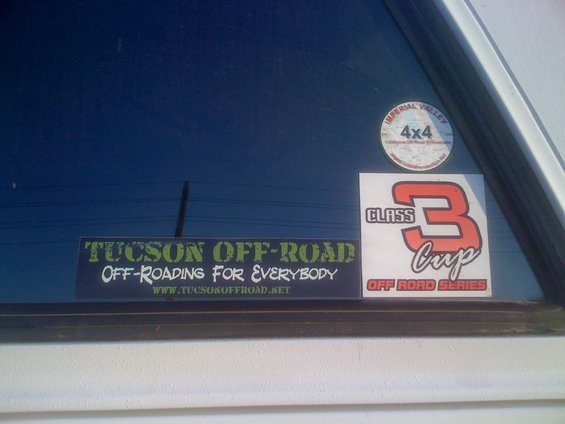 IMPERIAL VALLEY
4x4
TUCSON OFF-ROAD
OFF-ROADING FOR EVERYBODY
WWW.TUCSONOFFROAD.NET
CLASS
3
Cup
OFF ROAD SERIES